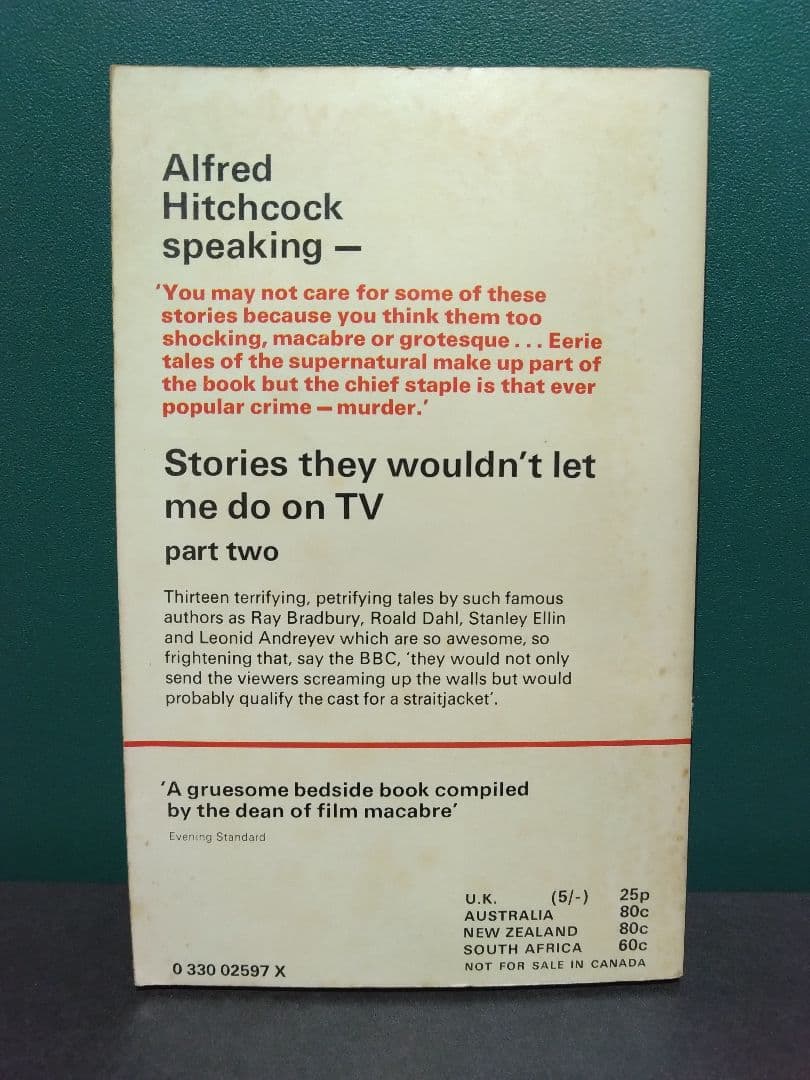 Alfred
Hitchcock
speaking —
'You may not care for some of these
stories because you think them too
shocking, macabre or grotesque . . . Eerie
tales of the supernatural make up part of
the book but the chief staple is that ever
popular crime — murder.'
Stories they wouldn't let
me do on TV
part two
Thirteen terrifying, petrifying tales by such famous
authors as Ray Bradbury, Roald Dahl, Stanley Ellin
and Leonid Andreyev which are so awesome, so
frightening that, say the BBC, 'they would not only
send the viewers screaming up the walls but would
probably qualify the cast for a straitjacket'.
'A gruesome bedside book compiled
by the dean of film macabre'
Evening Standard
U.K. (5/-) 25p
AUSTRALIA 80c
NEW ZEALAND 80c
SOUTH AFRICA 60c
NOT FOR SALE IN CANADA
0 330 02597 X